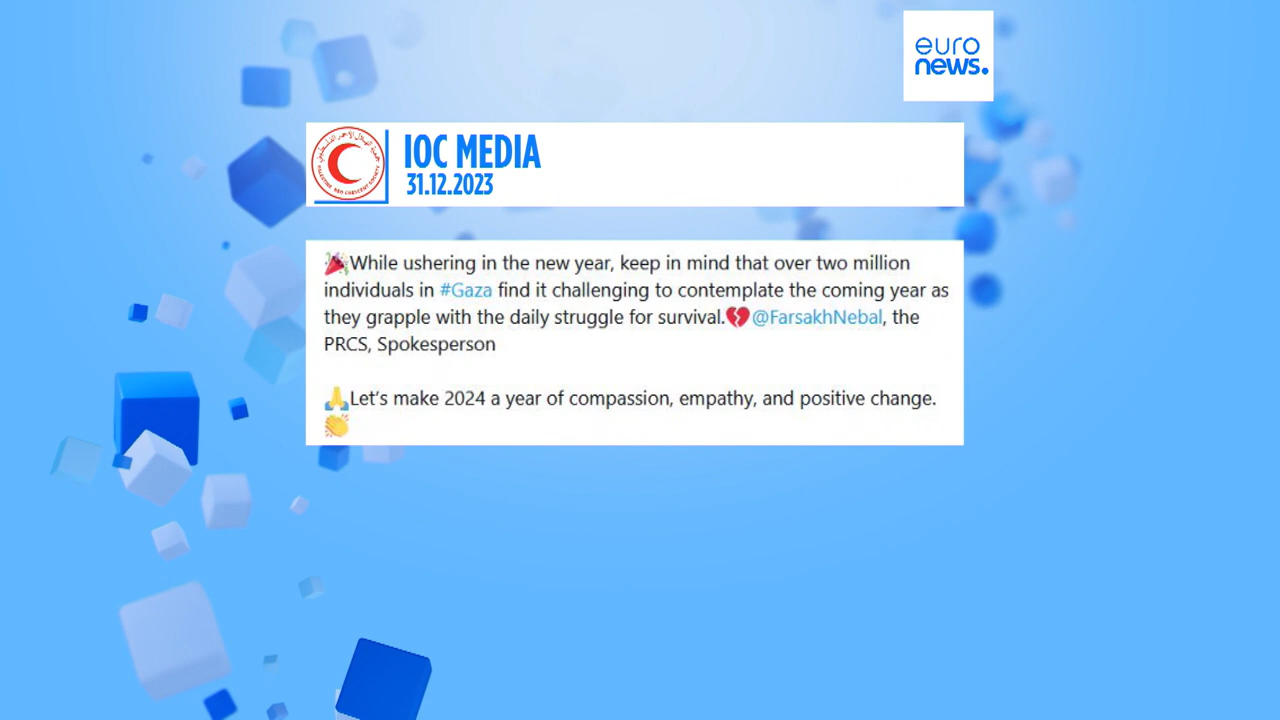 euro
news.
IOC MEDIA
31.12.2023
🎉While ushering in the new year, keep in mind that over two million
individuals in #Gaza find it challenging to contemplate the coming year as
they grapple with the daily struggle for survival.💔@FarsakhNebal, the
PRCS, Spokesperson
🙏Let's make 2024 a year of compassion, empathy, and positive change.
👏